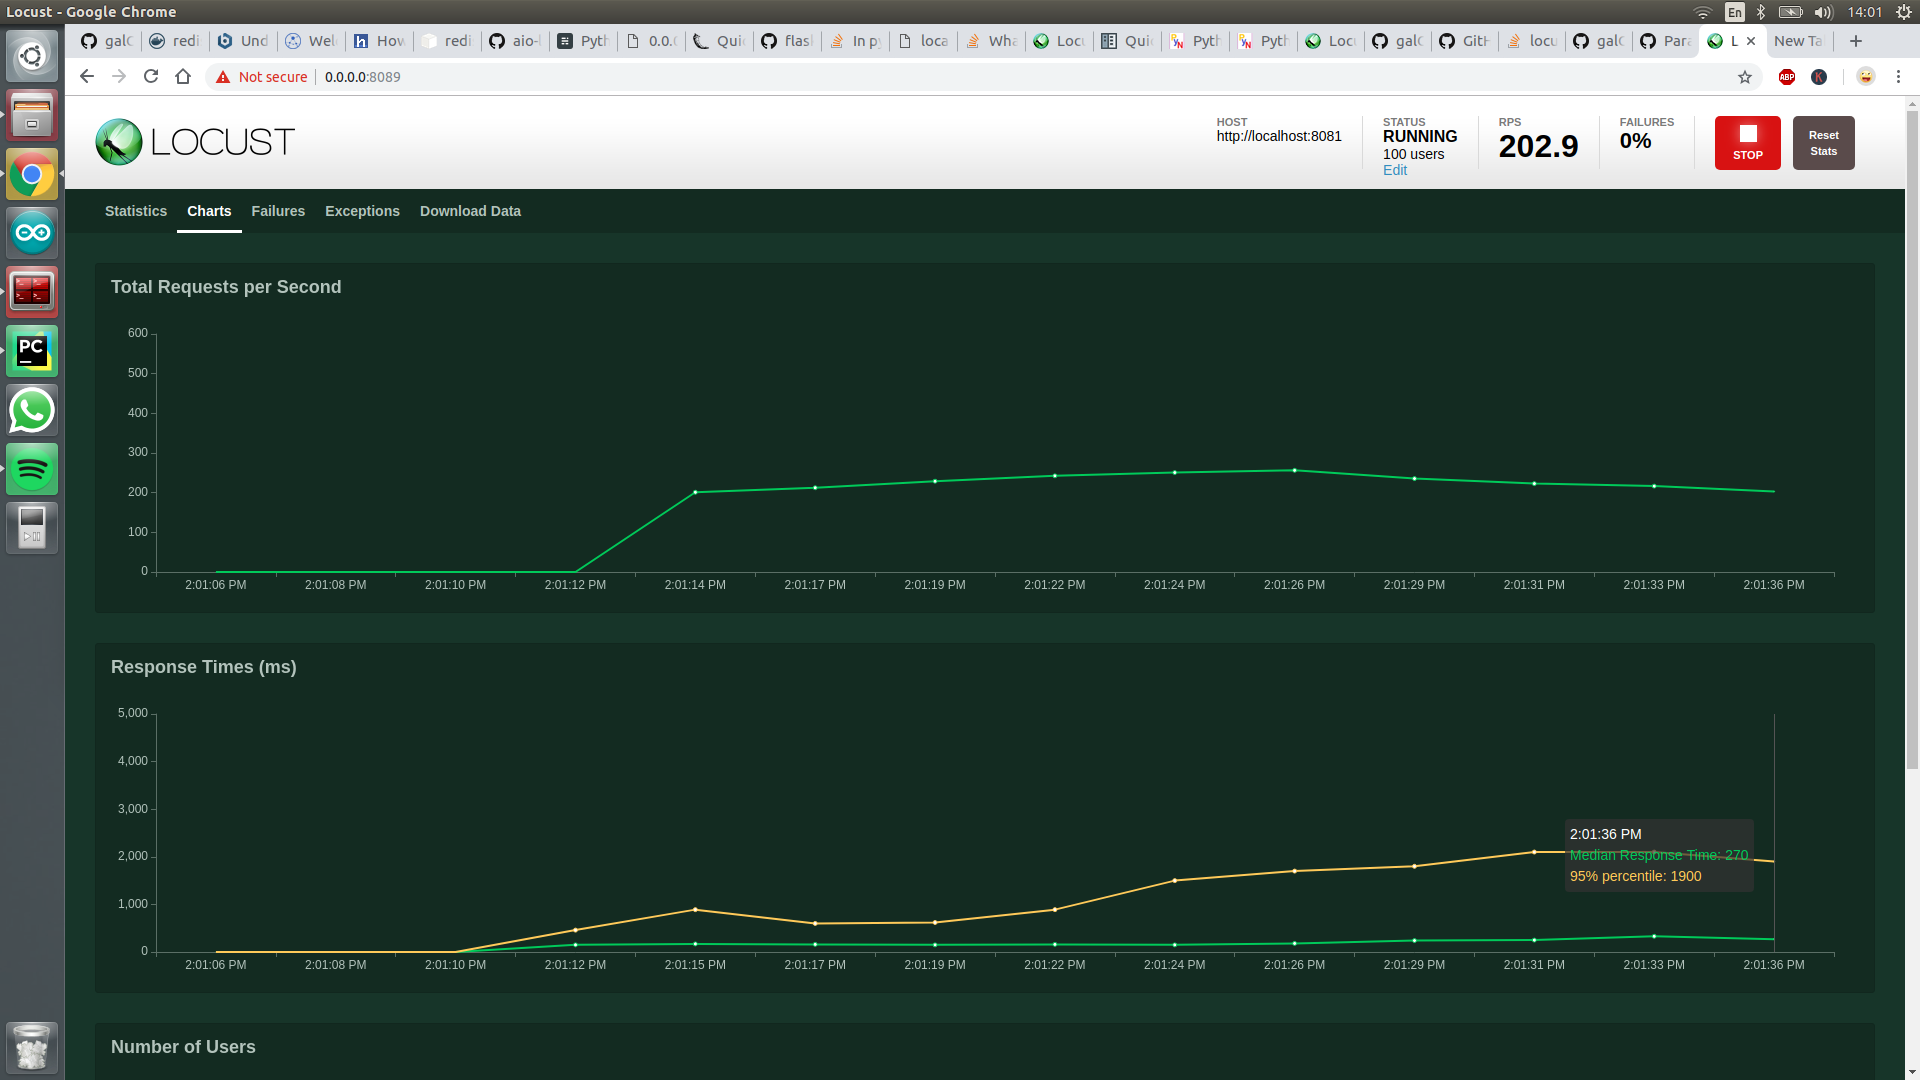 Locust - Google Chrome
En
14:01
galC
redi
Und
Wel
How
redi
aio-l
Pyth
0.0.0
Quic
flas
In py
loca
Wha
Locu
Quic
Pyth
Pyth
Locu
galC
GitH
locu
galC
Para
L
New Ta
Not secure
0.0.0.0:8089
ABP
K
LOCUST
HOST
http://localhost:8081
STATUS
RUNNING
100 users
Edit
RPS
202.9
FAILURES
0%
STOP
Reset
Stats
Statistics
Charts
Failures
Exceptions
Download Data
Total Requests per Second
600
500
400
300
200
100
0
2:01:06 PM
2:01:08 PM
2:01:10 PM
2:01:12 PM
2:01:14 PM
2:01:17 PM
2:01:19 PM
2:01:22 PM
2:01:24 PM
2:01:26 PM
2:01:29 PM
2:01:31 PM
2:01:33 PM
2:01:36 PM
PC
Response Times (ms)
5,000
4,000
3,000
2,000
1,000
0
2:01:36 PM
Median Response Time: 270
95% percentile: 1900
2:01:06 PM
2:01:08 PM
2:01:10 PM
2:01:12 PM
2:01:15 PM
2:01:17 PM
2:01:19 PM
2:01:22 PM
2:01:24 PM
2:01:26 PM
2:01:29 PM
2:01:31 PM
2:01:33 PM
2:01:36 PM
Number of Users